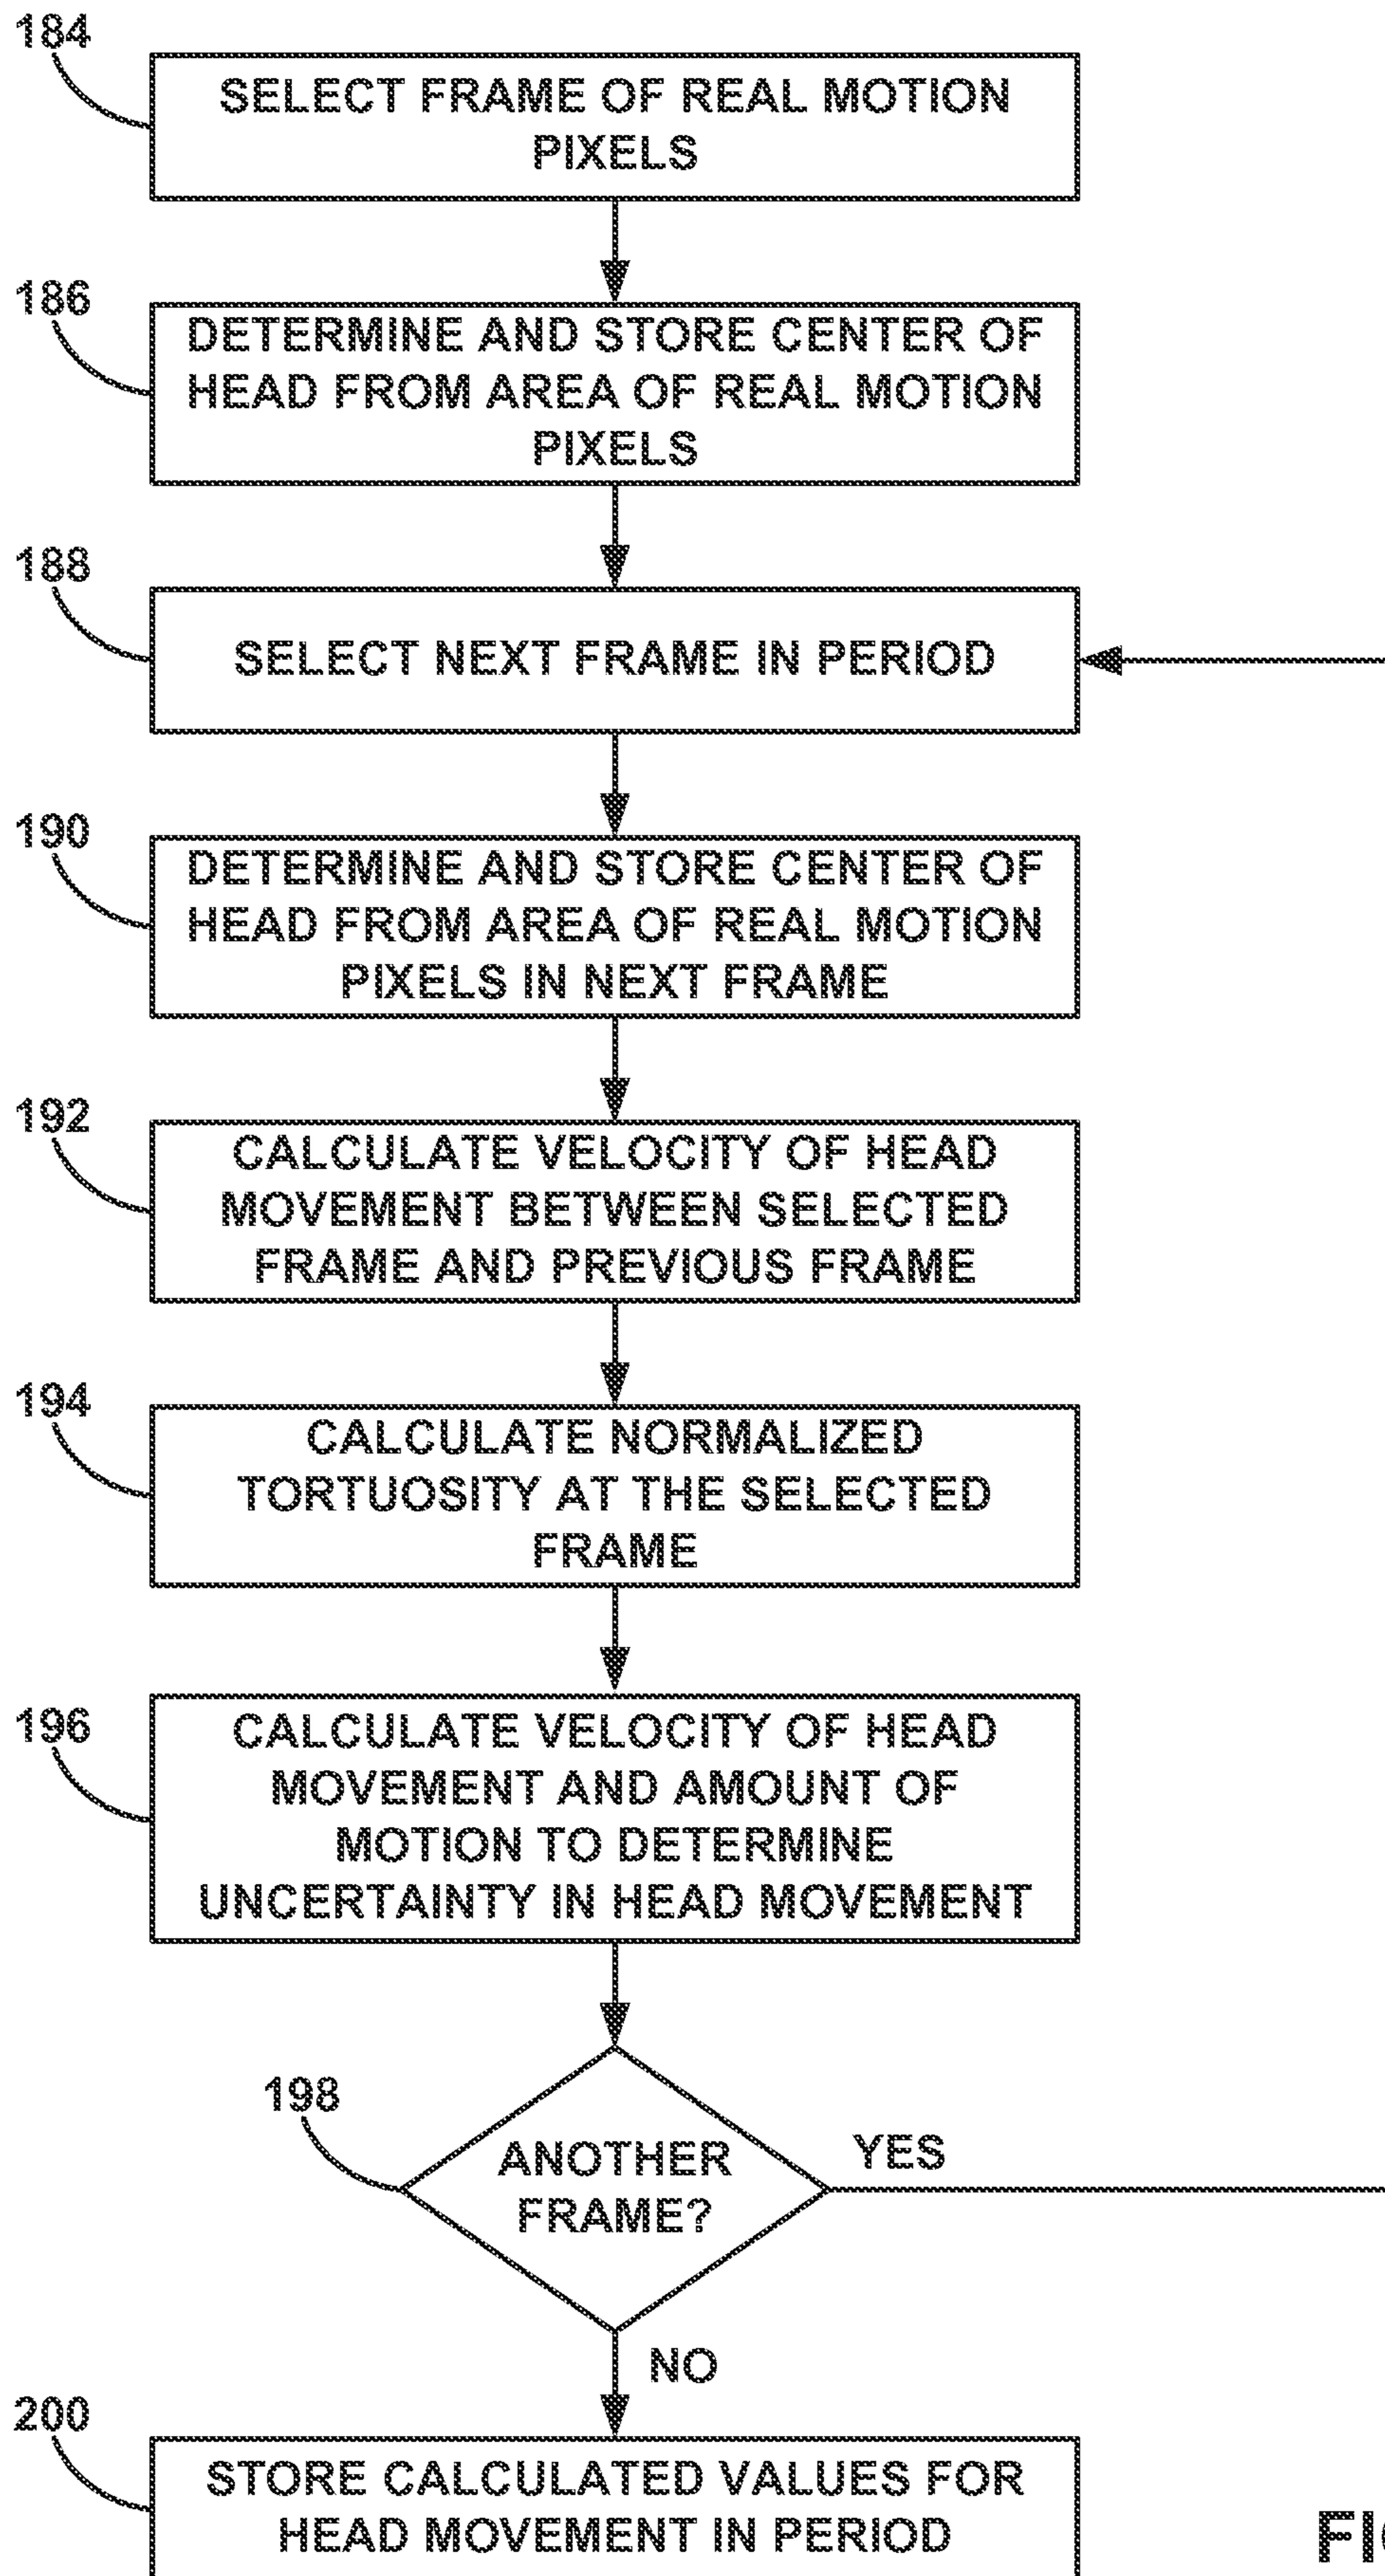 184
SELECT FRAME OF REAL MOTION
PIXELS
186
DETERMINE AND STORE CENTER OF
HEAD FROM AREA OF REAL MOTION
PIXELS
188
SELECT NEXT FRAME IN PERIOD
190
DETERMINE AND STORE CENTER OF
HEAD FROM AREA OF REAL MOTION
PIXELS IN NEXT FRAME
192
CALCULATE VELOCITY OF HEAD
MOVEMENT BETWEEN SELECTED
FRAME AND PREVIOUS FRAME
194
CALCULATE NORMALIZED
TORTUOSITY AT THE SELECTED
FRAME
196
CALCULATE VELOCITY OF HEAD
MOVEMENT AND AMOUNT OF
MOTION TO DETERMINE
UNCERTAINTY IN HEAD MOVEMENT
198
ANOTHER
FRAME?
YES
NO
200
STORE CALCULATED VALUES FOR
HEAD MOVEMENT IN PERIOD